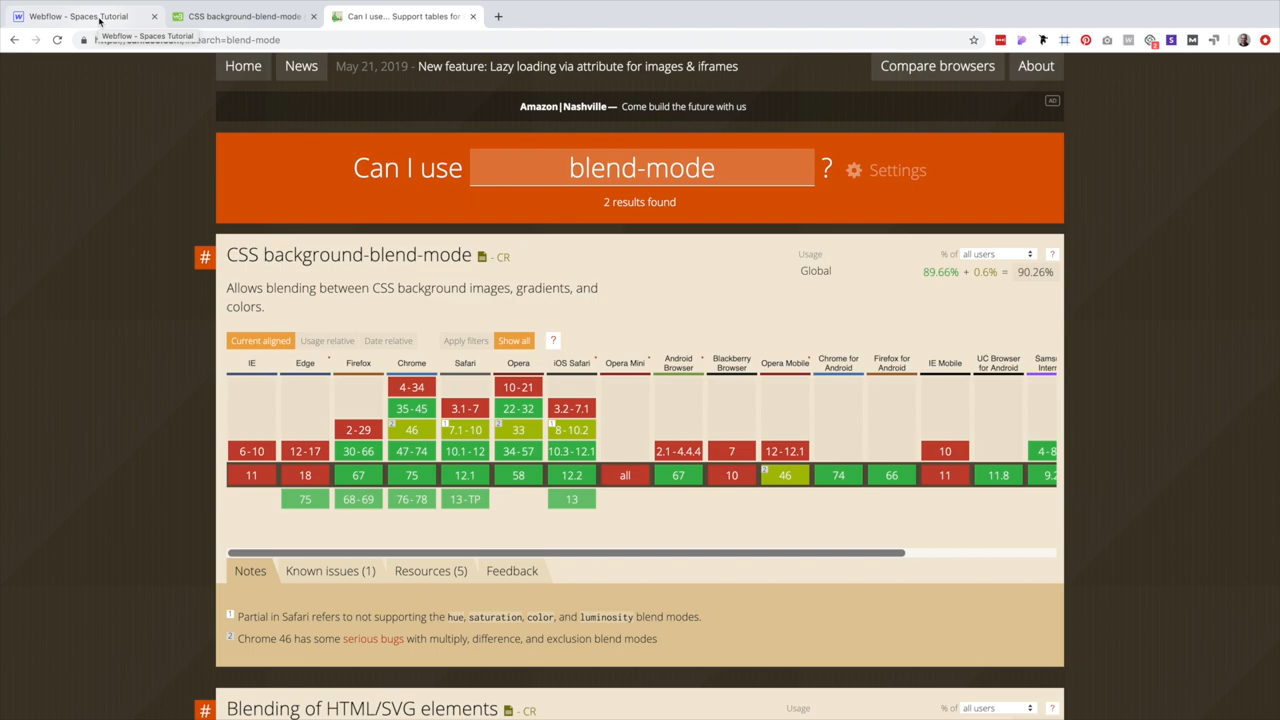 Webflow - Spaces Tutorial
CSS background-blend-mode
Can I use... Support tables for
Webflow - Spaces Tutorial
search=blend-mode
Home
News
May 21, 2019 - New feature: Lazy loading via attribute for images & iframes
Compare browsers
About
Amazon|Nashville— Come build the future with us
AD
Can I use blend-mode ? Settings
2 results found
# CSS background-blend-mode - CR
Usage % of all users ?
Global 89.66% + 0.6% = 90.26%
Allows blending between CSS background images, gradients, and
colors.
Current aligned Usage relative Date relative Apply filters Show all ?
IE Edge Firefox Chrome Safari Opera iOS Safari Opera Mini Android Browser Blackberry Browser Opera Mobile Chrome for Android Firefox for Android IE Mobile UC Browser for Android Sams Intern
4-34 10-21
35-45 3.1-7 22-32 3.2-7.1
2-29 2 46 1 7.1-10 2 33 1 8-10.2
6-10 12-17 30-66 47-74 10.1-12 34-57 10.3-12.1 2.1-4.4.4 7 12-12.1 10 4-8
11 18 67 75 12.1 58 12.2 all 67 10 2 46 74 66 11 11.8 9.2
75 68-69 76-78 13-TP 13
Notes Known issues (1) Resources (5) Feedback
1 Partial in Safari refers to not supporting the hue, saturation, color, and luminosity blend modes.
2 Chrome 46 has some serious bugs with multiply, difference, and exclusion blend modes
# Blending of HTML/SVG elements - CR
Usage % of all users ?